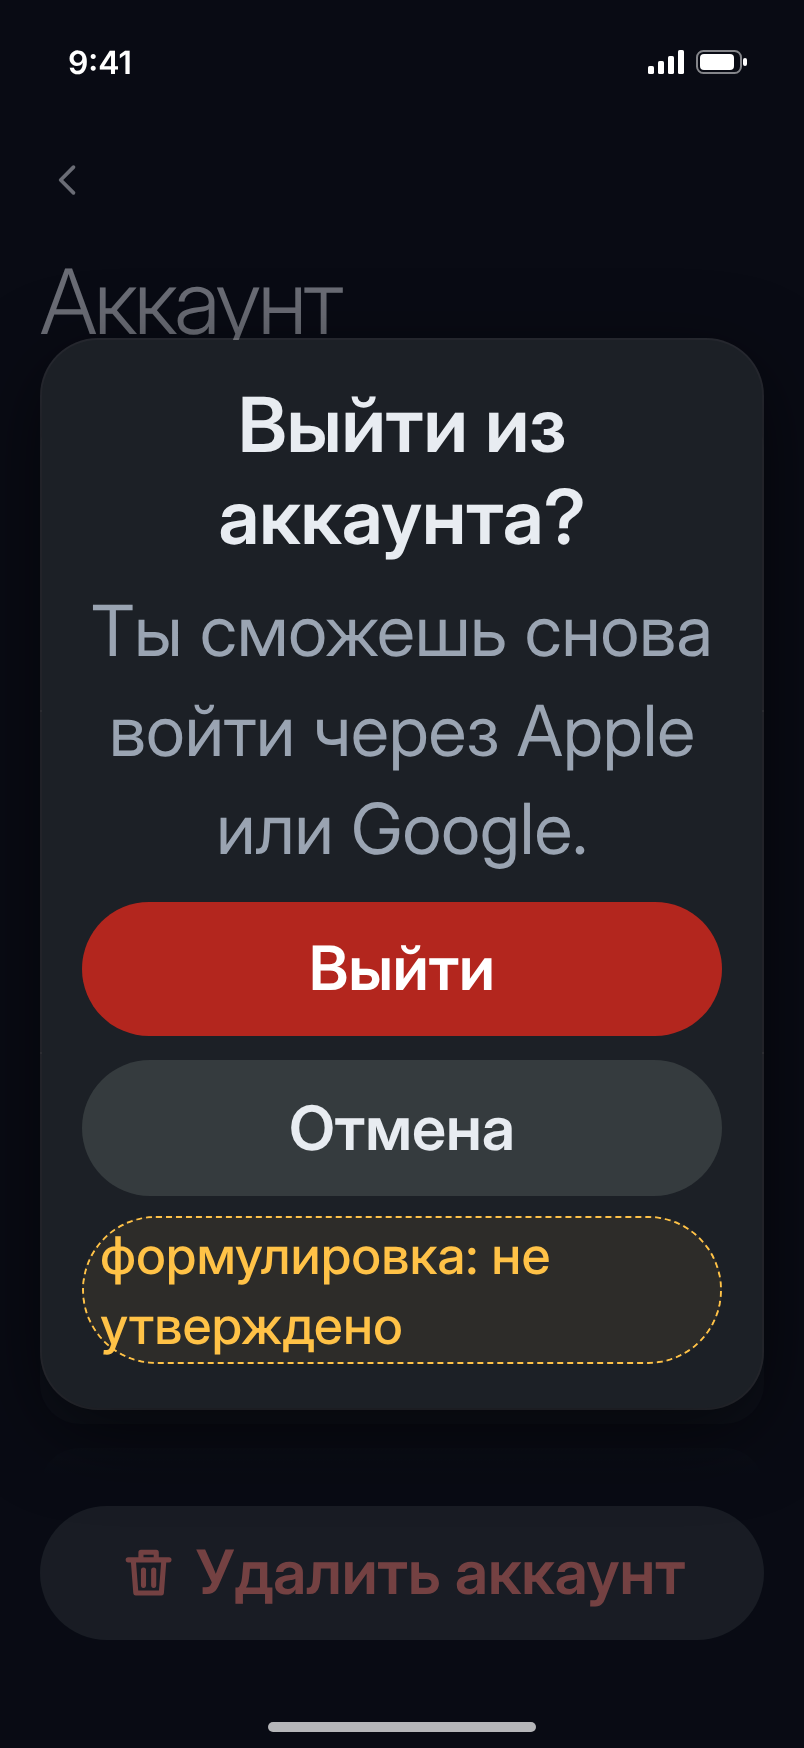 9:41
Аккаунт
Выйти из
аккаунта?
Ты сможешь снова
войти через Apple
или Google.
Выйти
Отмена
формулировка: не
утверждено
Удалить аккаунт